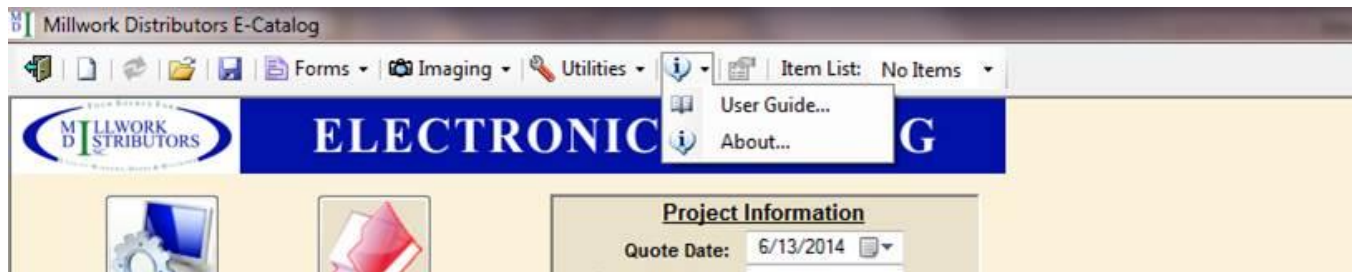 Millwork Distributors E-Catalog
Forms Imaging Utilities Item List: No Items
User Guide...
About...
MILLWORK
DISTRIBUTORS
ELECTRONIC G
Project Information
Quote Date: 6/13/2014